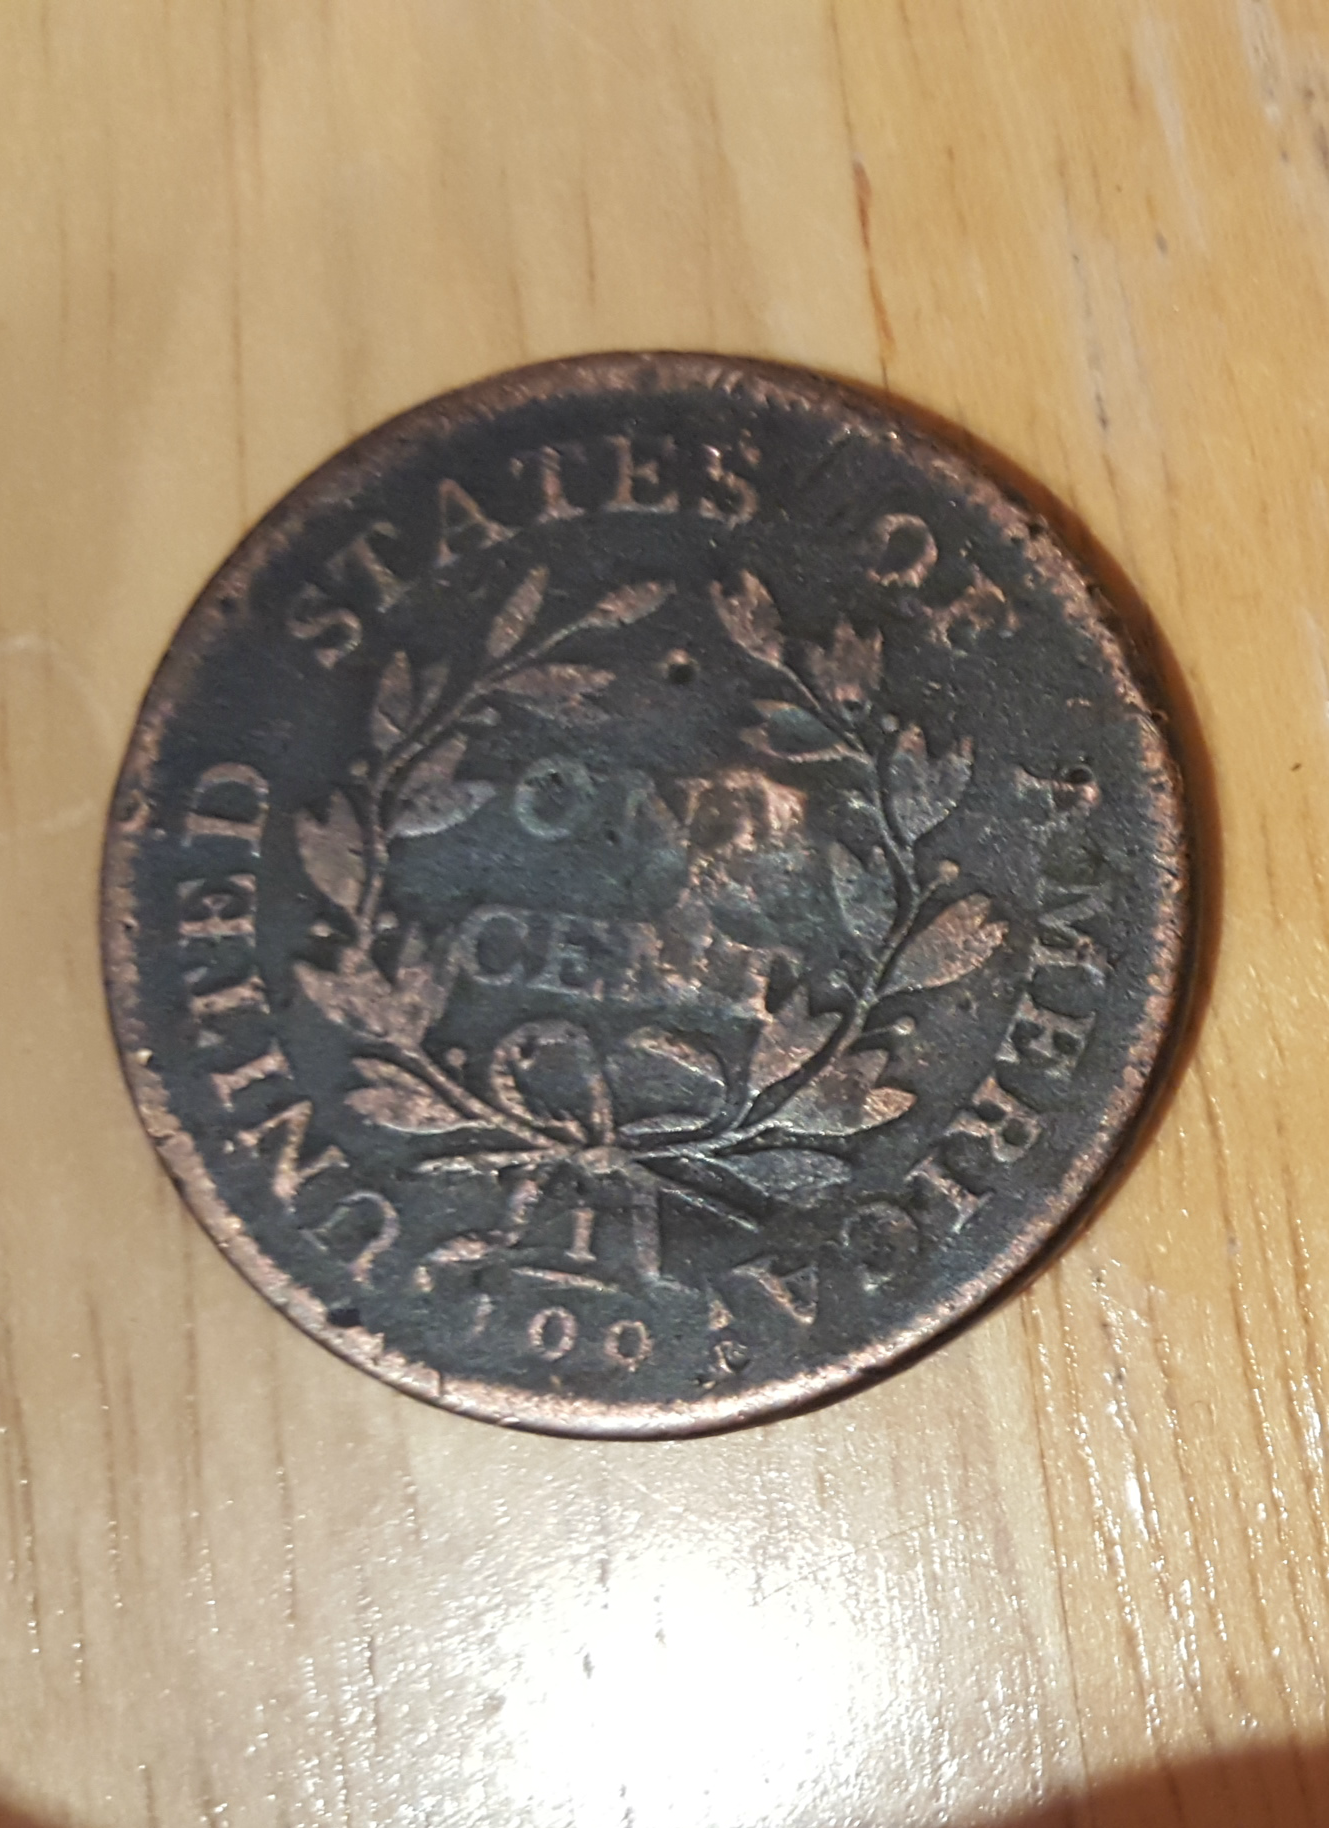 UNITED STATES OF AMERICA
ONE
CENT
1
100